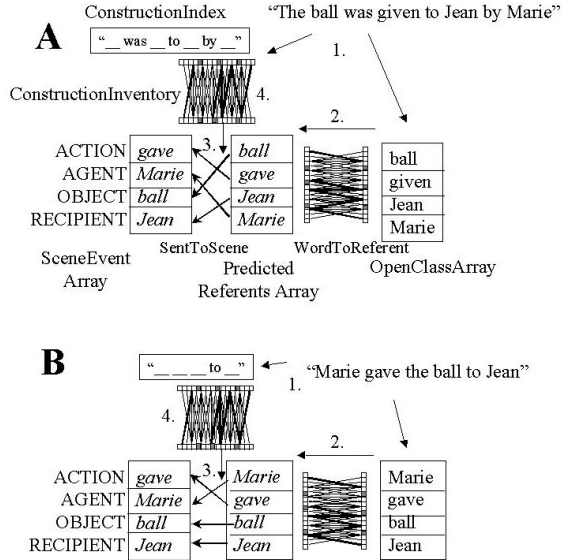 A
ConstructionIndex
“The ball was given to Jean by Marie”
“__ was __ to __ by __”
1.
ConstructionInventory
4.
2.
3.
ACTION gave ball ball
AGENT Marie gave given
OBJECT ball Jean Jean
RECIPIENT Jean Marie Marie
SentToScene
WordToReferent
SceneEvent
Array
Predicted
Referents Array
OpenClassArray
B
“__ __ __ to __”
“Marie gave the ball to Jean”
1.
4.
2.
3.
ACTION gave Marie Marie
AGENT Marie gave gave
OBJECT ball ball ball
RECIPIENT Jean Jean Jean